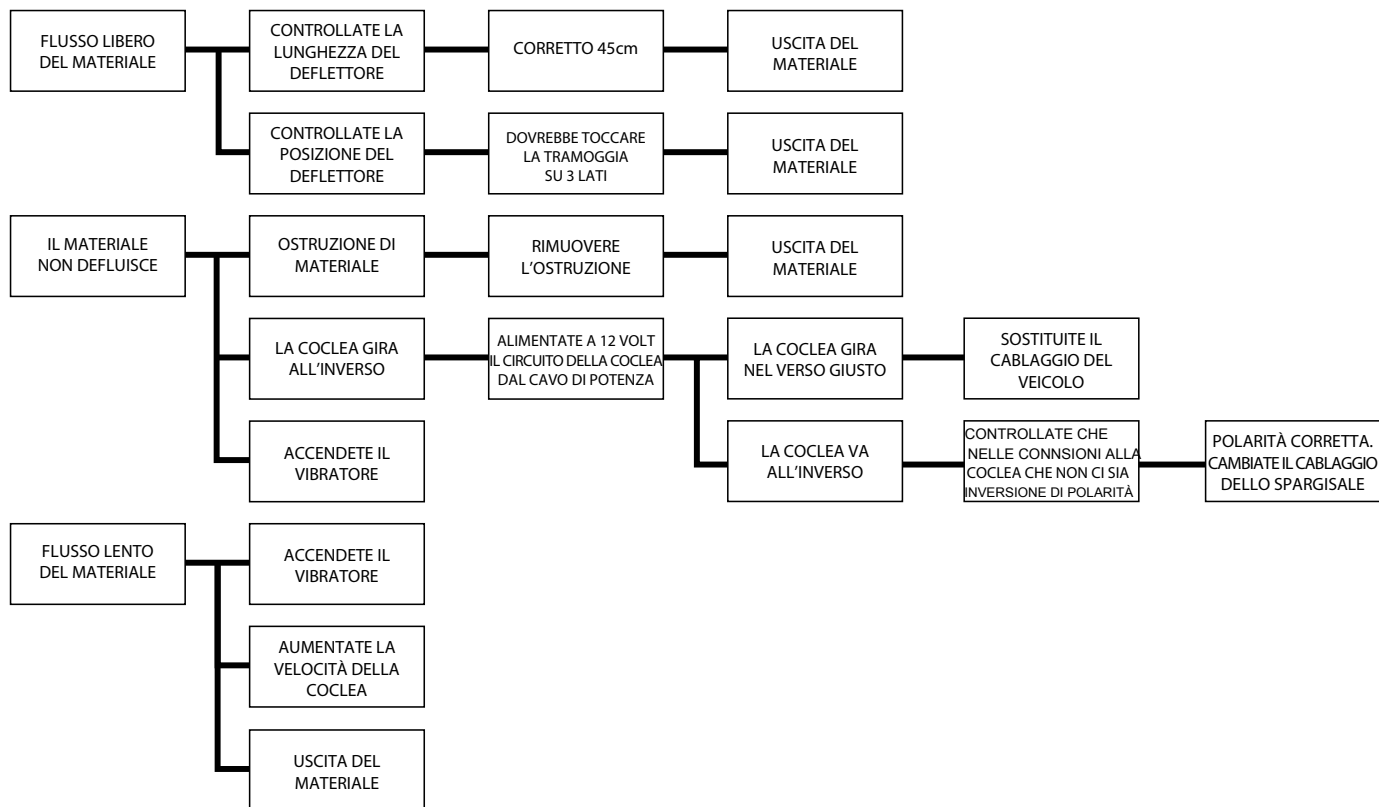 FLUSSO LIBERO
DEL MATERIALE
CONTROLLATE LA
LUNGHEZZA DEL
DEFLETTORE
CORRETTO 45cm
USCITA DEL
MATERIALE
CONTROLLATE LA
POSIZIONE DEL
DEFLETTORE
DOVREBBE TOCCARE
LA TRAMOGGIA
SU 3 LATI
USCITA DEL
MATERIALE
IL MATERIALE
NON DEFLUISCE
OSTRUZIONE DI
MATERIALE
RIMUOVERE
L'OSTRUZIONE
USCITA DEL
MATERIALE
LA COCLEA GIRA
ALL'INVERSO
ALIMENTATE A 12 VOLT
IL CIRCUITO DELLA COCLEA
DAL CAVO DI POTENZA
LA COCLEA GIRA
NEL VERSO GIUSTO
SOSTITUITE IL
CABLAGGIO DEL
VEICOLO
LA COCLEA VA
ALL'INVERSO
CONTROLLATE CHE
NELLE CONNSIONI ALLA
COCLEA CHE NON CI SIA
INVERSIONE DI POLARITÀ
POLARITÀ CORRETTA.
CAMBIATE IL CABLAGGIO
DELLO SPARGISALE
ACCENDETE IL
VIBRATORE
FLUSSO LENTO
DEL MATERIALE
ACCENDETE IL
VIBRATORE
AUMENTATE LA
VELOCITÀ DELLA
COCLEA
USCITA DEL
MATERIALE